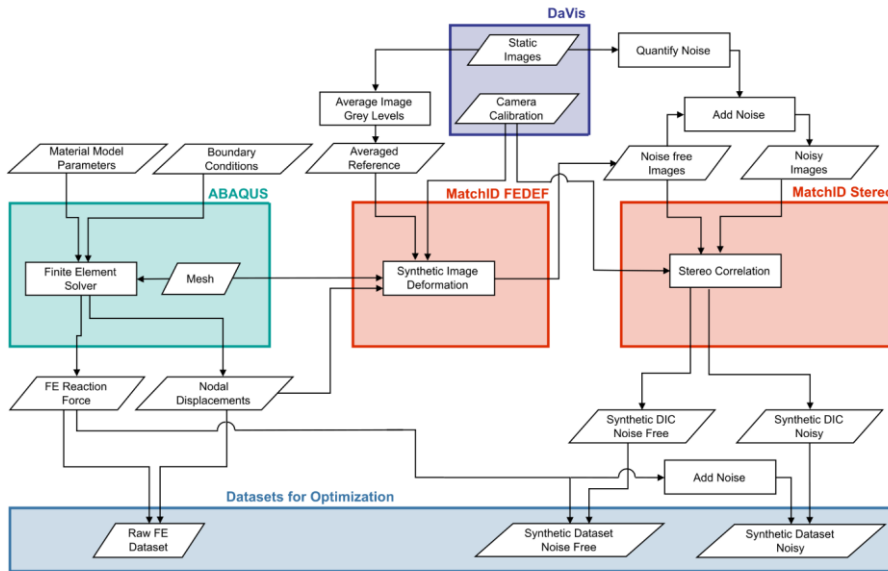 DaVis
Static
Images
Quantify Noise
Average Image
Grey Levels
Camera
Calibration
Add Noise
Material Model
Parameters
Boundary
Conditions
Averaged
Reference
Noise free
Images
Noisy
Images
ABAQUS
MatchID FEDEF
MatchID Stereo
Finite Element
Solver
Mesh
Synthetic Image
Deformation
Stereo Correlation
FE Reaction
Force
Nodal
Displacements
Synthetic DIC
Noise Free
Synthetic DIC
Noisy
Add Noise
Datasets for Optimization
Raw FE
Dataset
Synthetic Dataset
Noise Free
Synthetic Dataset
Noisy